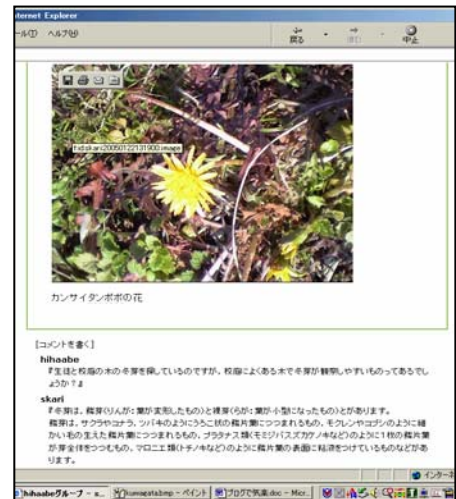 nternet Explorer
ール(T) ヘルプ(H)
戻る
進む
中止
f:id:skari:20050122131900:image
カンサイタンポポの花
[コメントを書く]
hihaabe
『生徒と校庭の木の冬芽を探しているのですが、校庭によくある木で冬芽が観察しやすいものってあるでし
ょうか？』
skari
『冬芽は、鱗芽(りんが：葉が変形したもの)と裸芽(らが：葉が小型になったもの)とがあります。
鱗芽は、サクラやコナラ、ツバキのようにうろこ状の鱗片葉につつまれるもの、モクレンやコブシのように細
かい毛の生えた鱗片葉につつまれるもの、プラタナス類(モミジバスズカケノキなど)のように1枚の鱗片葉
が芽全体をつつむもの、マロニエ類(トチノキなど)のように鱗片葉の表面に粘液をつけているものなどがあ
ります。
インターネ
hihaabeグループ - s...
kumagata.bmp - ペイント
ブログで気楽.doc - Micr...